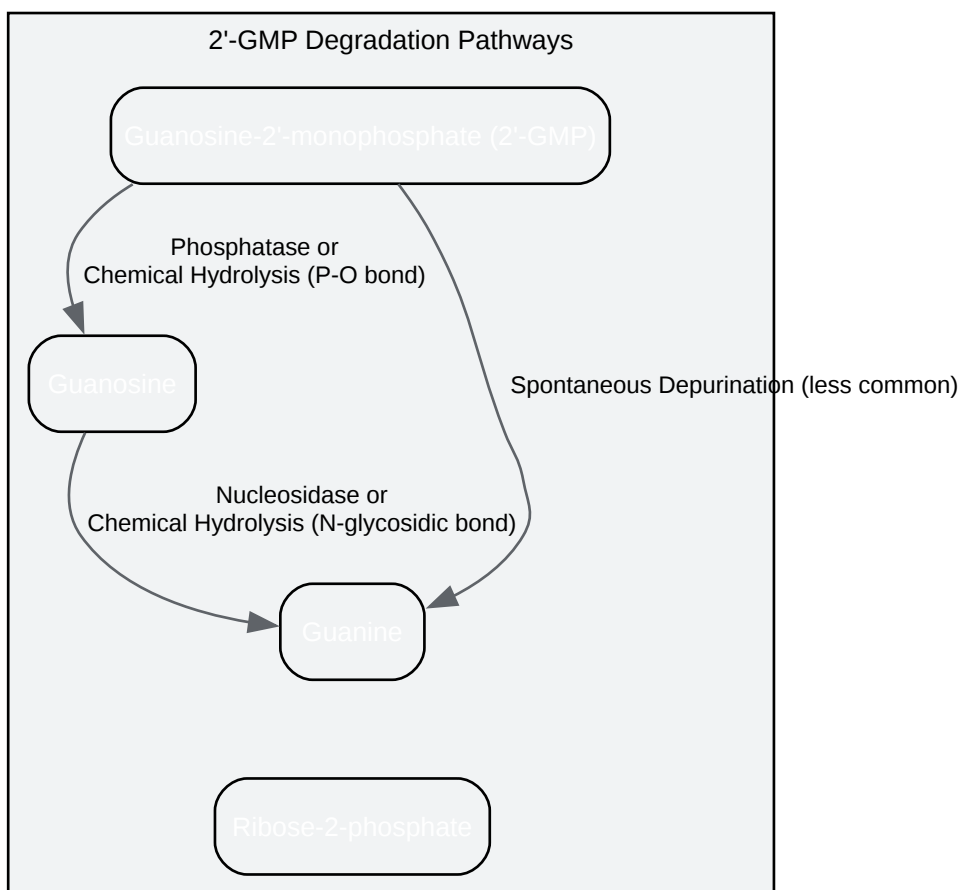 2'-GMP Degradation Pathways
Guanosine-2'-monophosphate (2'-GMP)
Phosphatase or
Chemical Hydrolysis (P-O bond)
Guanosine
Spontaneous Depurination (less common)
Nucleosidase or
Chemical Hydrolysis (N-glycosidic bond)
Guanine
Ribose-2-phosphate